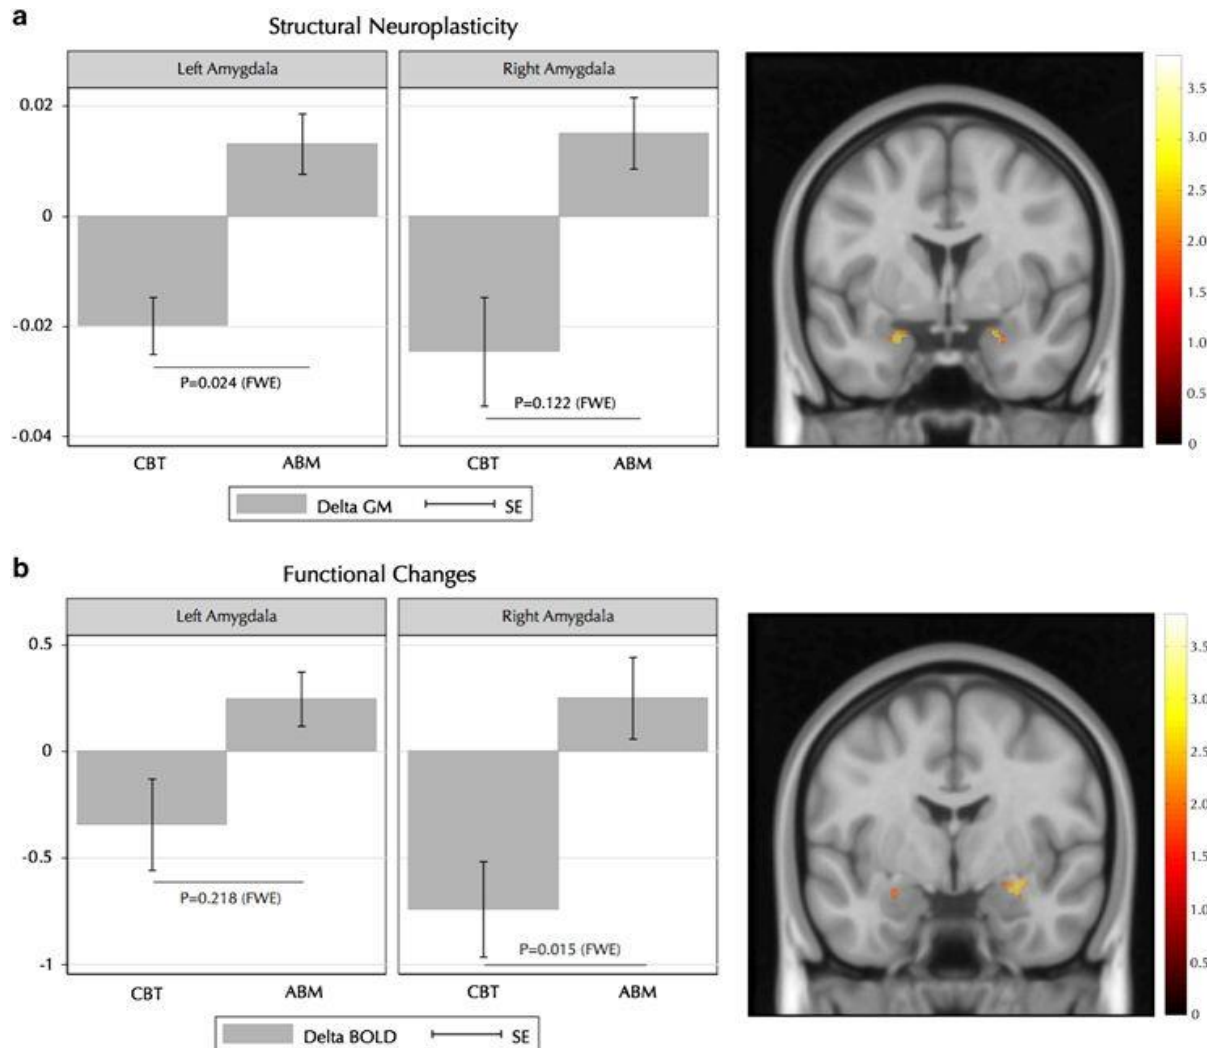 a
Structural Neuroplasticity
Left Amygdala
Right Amygdala
0.02
0
-0.02
-0.04
P=0.024 (FWE)
P=0.122 (FWE)
CBT ABM
CBT ABM
Delta GM SE
3.5
3.0
2.5
2.0
1.5
1.0
0.5
0
b
Functional Changes
Left Amygdala
Right Amygdala
0.5
0
-0.5
-1
P=0.218 (FWE)
P=0.015 (FWE)
CBT ABM
CBT ABM
Delta BOLD SE
3.5
3.0
2.5
2.0
1.5
1.0
0.5
0